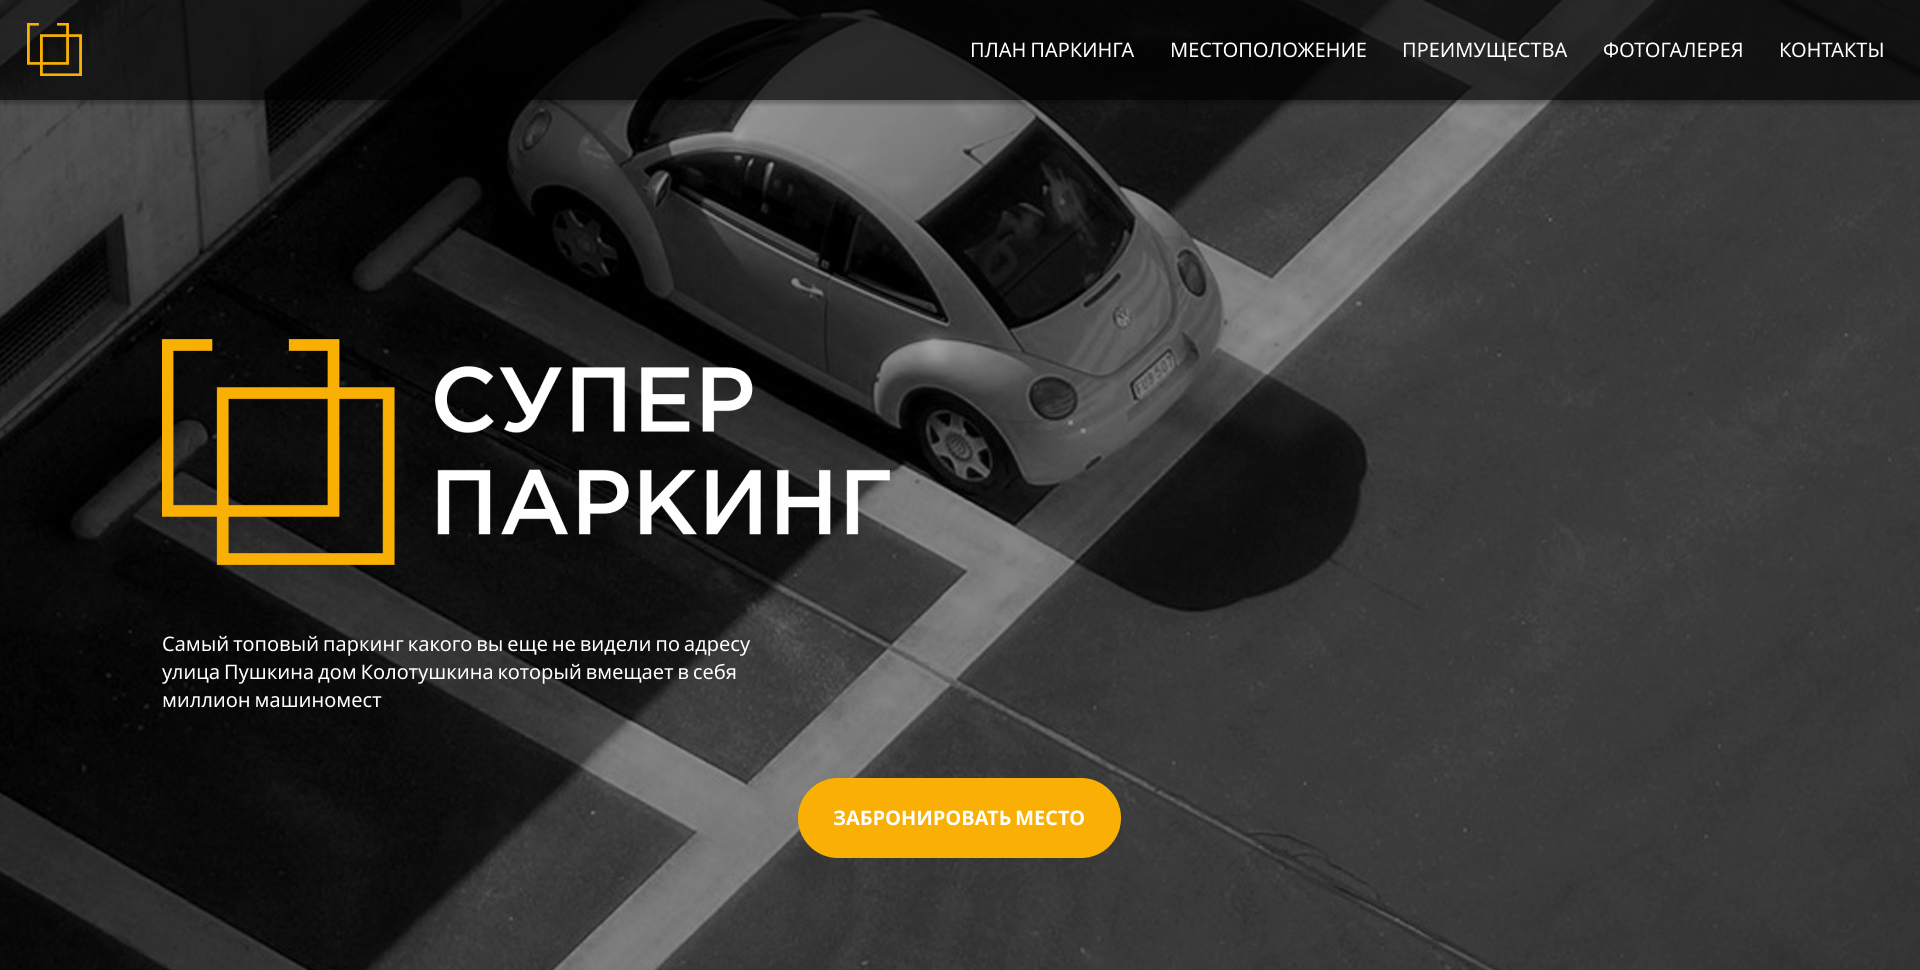 ПЛАН ПАРКИНГА МЕСТОПОЛОЖЕНИЕ ПРЕИМУЩЕСТВА ФОТОГАЛЕРЕЯ КОНТАКТЫ
СУПЕР
ПАРКИНГ
Самый топовый паркинг какого вы еще не видели по адресу
улица Пушкина дом Колотушкина который вмещает в себя
миллион машиномест
ЗАБРОНИРОВАТЬ МЕСТО